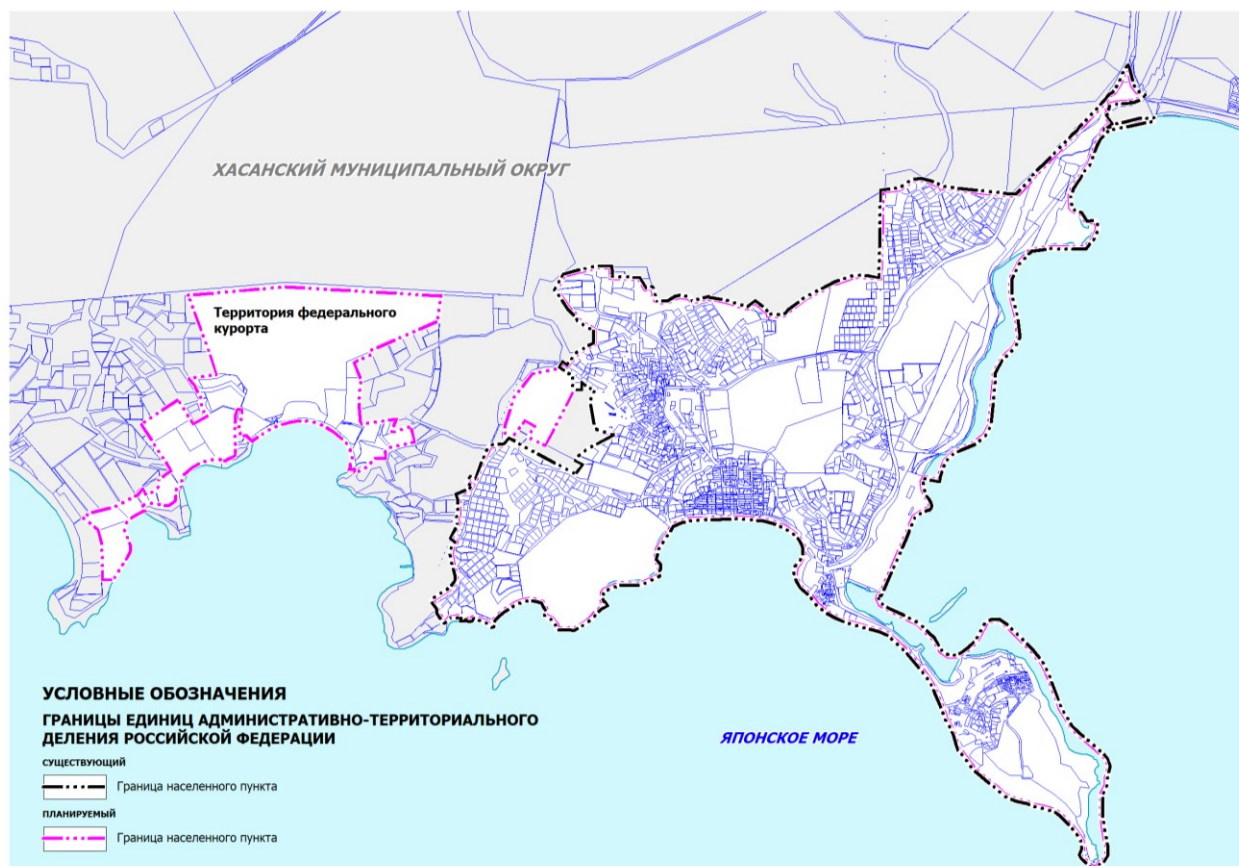 ХАСАНСКИЙ МУНИЦИПАЛЬНЫЙ ОКРУГ
Территория федерального
курорта
УСЛОВНЫЕ ОБОЗНАЧЕНИЯ
ГРАНИЦЫ ЕДИНИЦ АДМИНИСТРАТИВНО-ТЕРРИТОРИАЛЬНОГО
ДЕЛЕНИЯ РОССИЙСКОЙ ФЕДЕРАЦИИ
ЯПОНСКОЕ МОРЕ
СУЩЕСТВУЮЩИЙ
Граница населенного пункта
ПЛАНИРУЕМЫЙ
Граница населенного пункта